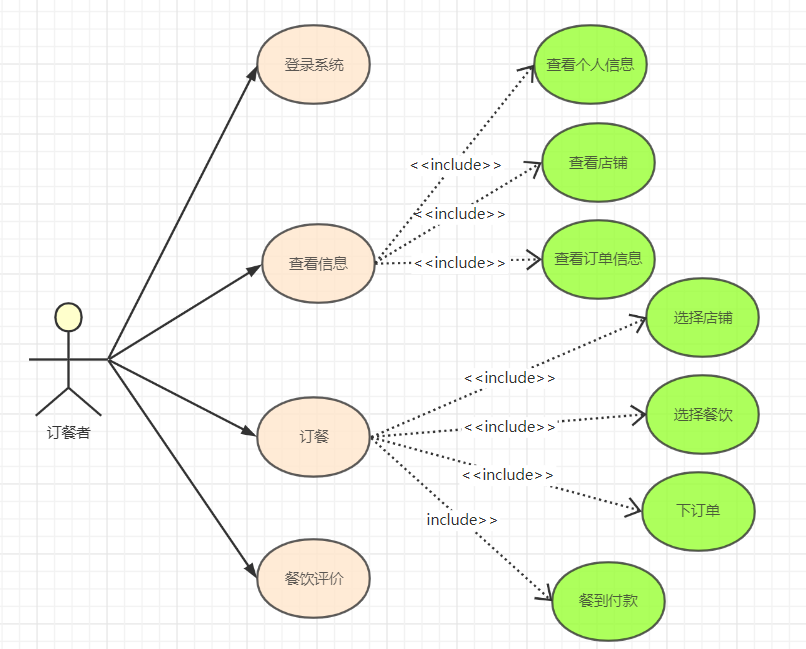 登录系统
查看个人信息
<<include>>
查看店铺
<<include>>
查看信息
<<include>>
查看订单信息
选择店铺
<<include>>
订餐者
订餐
<<include>>
选择餐饮
<<include>>
下订单
include>>
餐饮评价
餐到付款